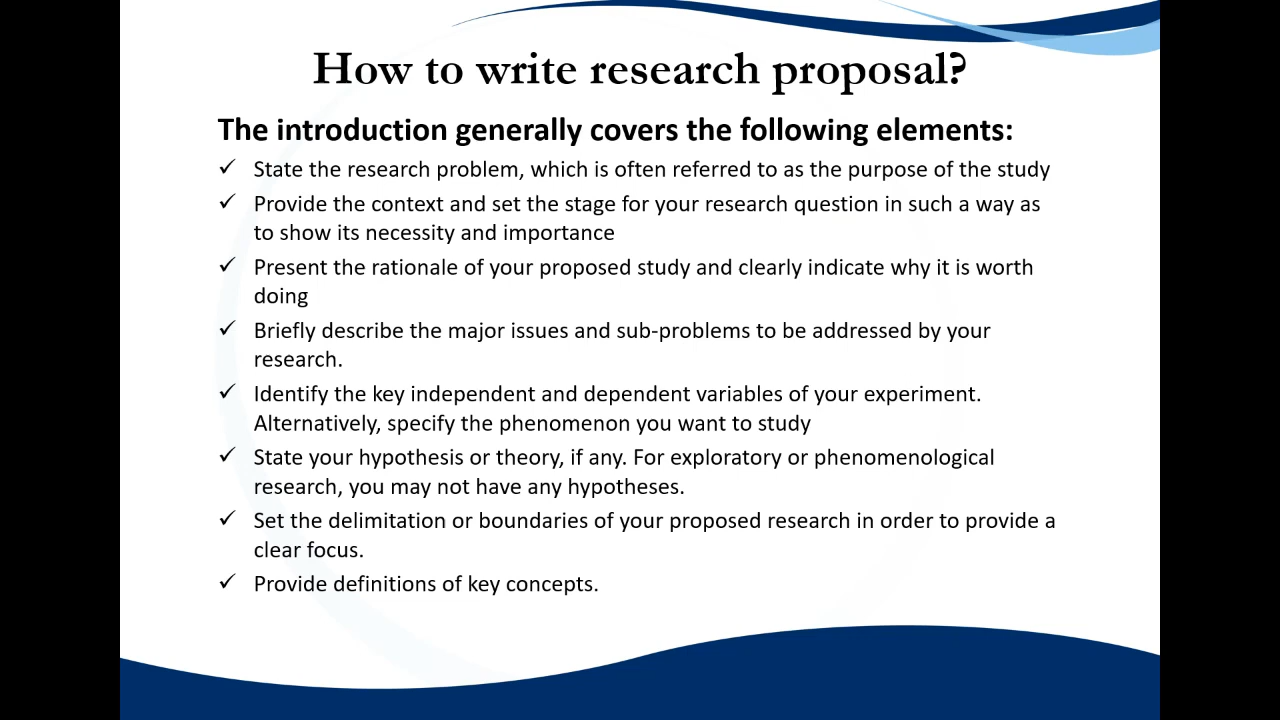 How to write research proposal?
The introduction generally covers the following elements:
✓ State the research problem, which is often referred to as the purpose of the study
✓ Provide the context and set the stage for your research question in such a way as
to show its necessity and importance
✓ Present the rationale of your proposed study and clearly indicate why it is worth
doing
✓ Briefly describe the major issues and sub-problems to be addressed by your
research.
✓ Identify the key independent and dependent variables of your experiment.
Alternatively, specify the phenomenon you want to study
✓ State your hypothesis or theory, if any. For exploratory or phenomenological
research, you may not have any hypotheses.
✓ Set the delimitation or boundaries of your proposed research in order to provide a
clear focus.
✓ Provide definitions of key concepts.